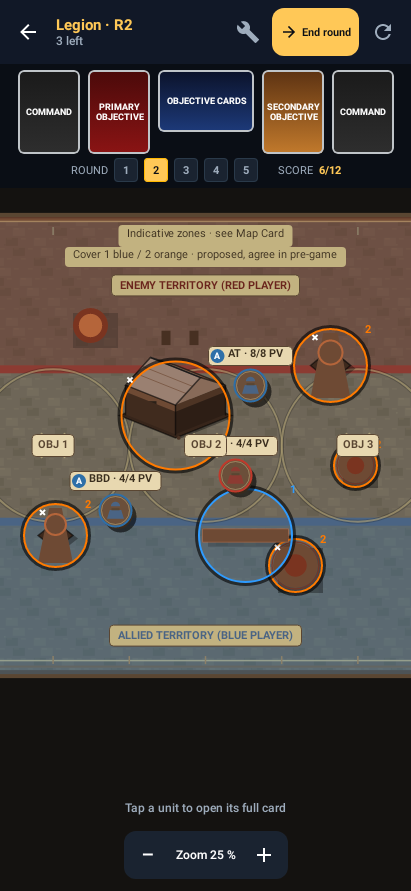 Legion · R2
3 left
End round
COMMAND
PRIMARY
OBJECTIVE
OBJECTIVE CARDS
SECONDARY
OBJECTIVE
COMMAND
ROUND 1 2 3 4 5 SCORE 6/12
Indicative zones · see Map Card
Cover 1 blue / 2 orange · proposed, agree in pre-game
ENEMY TERRITORY (RED PLAYER)
2
A AT · 8/8 PV
OBJ 1
OBJ 2
· 4/4 PV
OBJ 3
A BBD · 4/4 PV
2
2
ALLIED TERRITORY (BLUE PLAYER)
Tap a unit to open its full card
− Zoom 25 % +